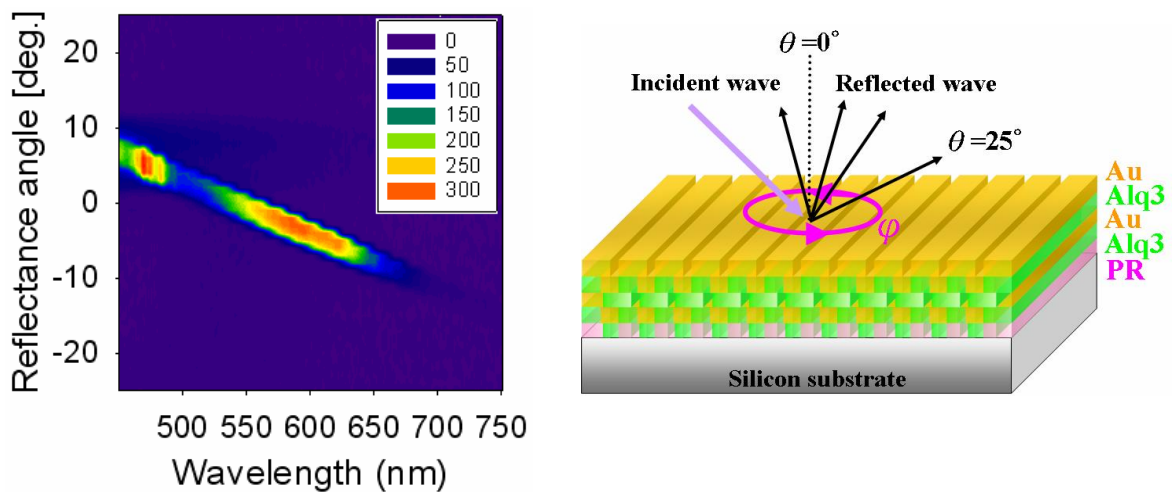 Reflectance angle [deg.]
20
10
0
-10
-20
0
50
100
150
200
250
300
500 550 600 650 700 750
Wavelength (nm)
θ=0°
Incident wave
Reflected wave
θ=25°
φ
Au
Alq3
Au
Alq3
PR
Silicon substrate